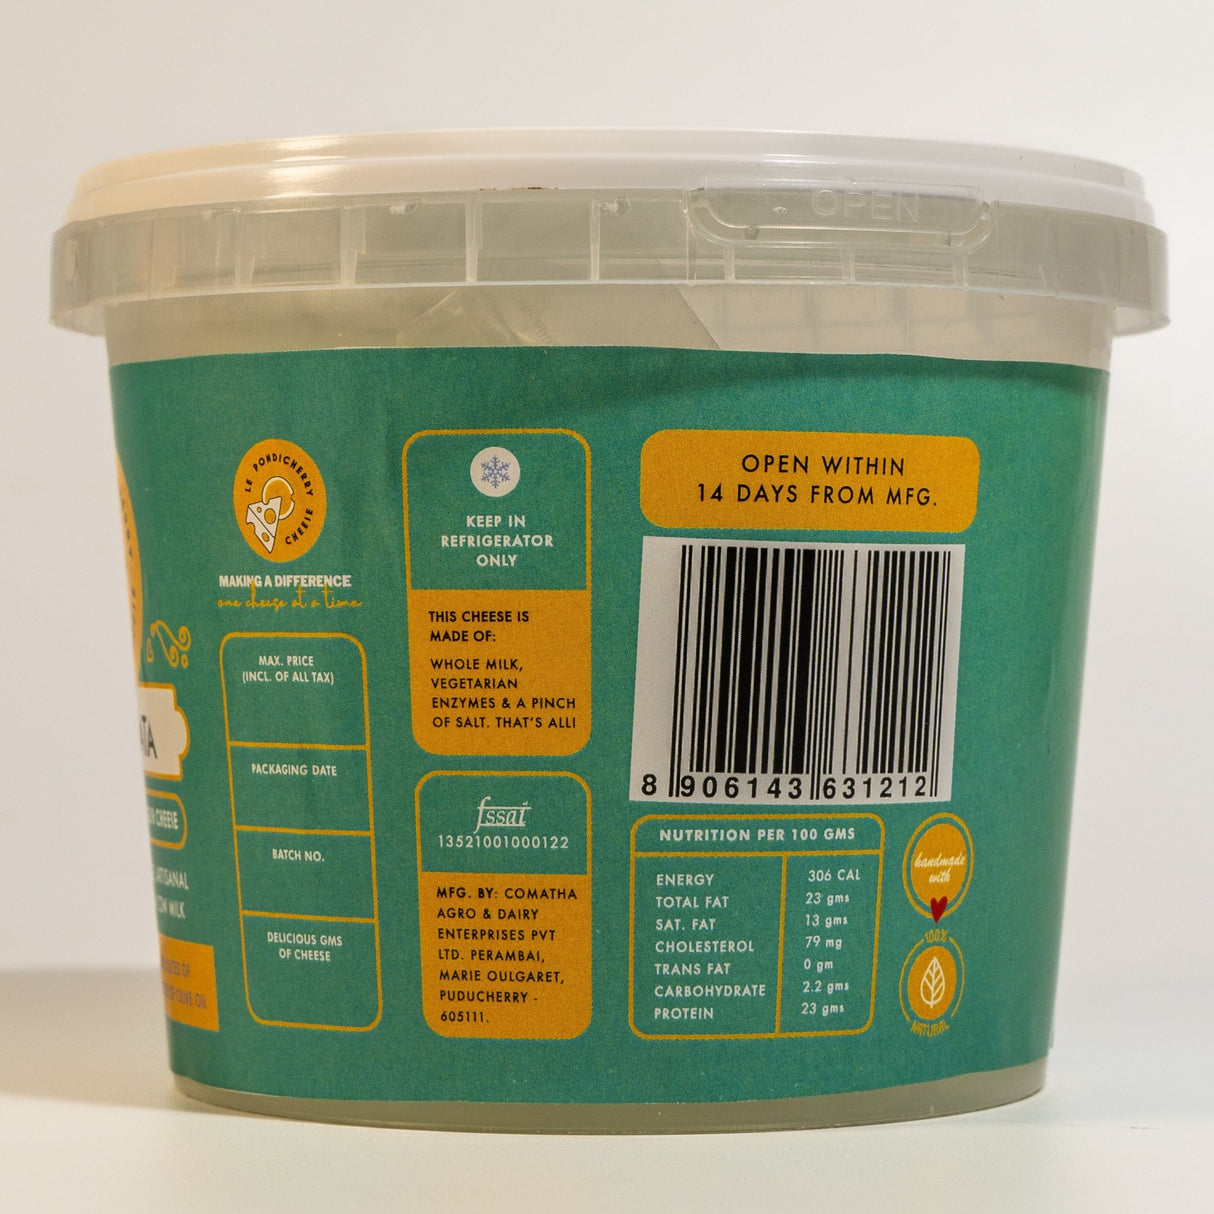 OPEN
LE PONDICHERRY
CHEESE
MAKING A DIFFERENCE
one cheese at a time
MAX. PRICE
(INCL. OF ALL TAX)
PACKAGING DATE
BATCH NO.
DELICIOUS GMS
OF CHEESE
KEEP IN
REFRIGERATOR
ONLY
THIS CHEESE IS
MADE OF:
WHOLE MILK,
VEGETARIAN
ENZYMES & A PINCH
OF SALT. THAT'S ALL!
fssai
13521001000122
MFG. BY: COMATHA
AGRO & DAIRY
ENTERPRISES PVT
LTD. PERAMBAI,
MARIE OULGARET,
PUDUCHERRY -
605111.
OPEN WITHIN
14 DAYS FROM MFG.
8 906143 631212
NUTRITION PER 100 GMS
ENERGY 306 CAL
TOTAL FAT 23 gms
SAT. FAT 13 gms
CHOLESTEROL 79 mg
TRANS FAT 0 gm
CARBOHYDRATE 2.2 gms
PROTEIN 23 gms
handmade
with
100%
NATURAL
CHEESE
MILK
OF OLIVE OIL